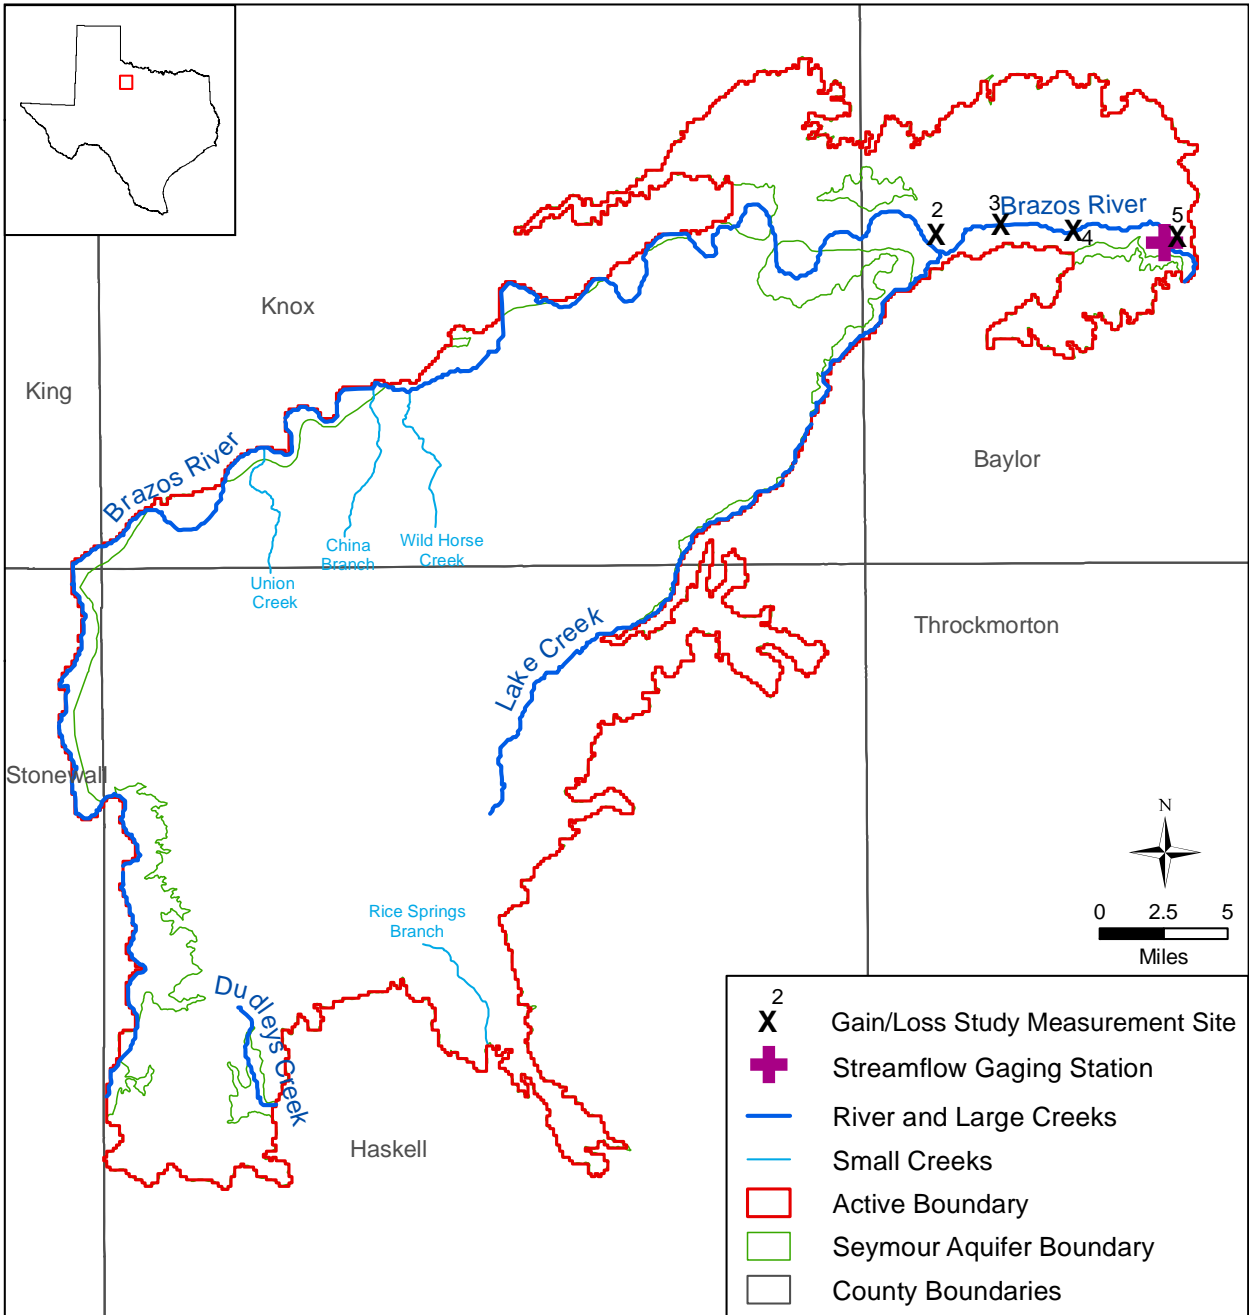 2
3
Brazos River
4
5
Knox
King
Brazos River
Baylor
China
Branch
Wild Horse
Creek
Union
Creek
Throckmorton
Lake Creek
Stonewall
N
0 2.5 5
Miles
Rice Springs
Branch
Dudleys Creek
Haskell
2
X Gain/Loss Study Measurement Site
Streamflow Gaging Station
River and Large Creeks
Small Creeks
Active Boundary
Seymour Aquifer Boundary
County Boundaries